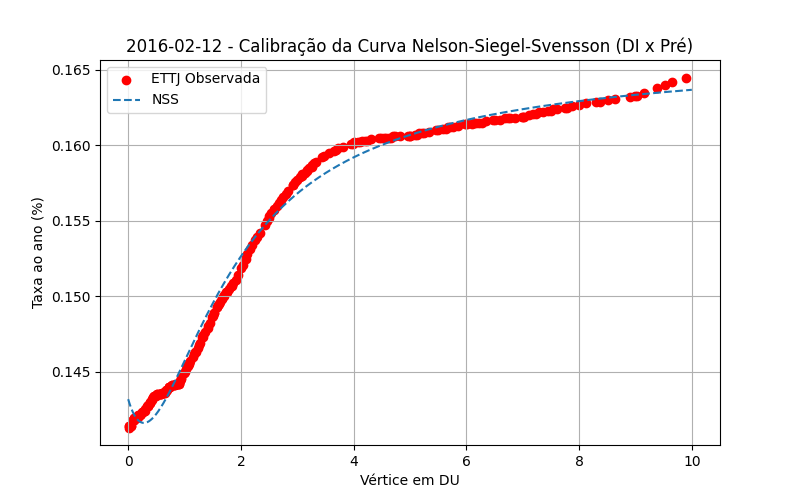 2016-02-12 - Calibração da Curva Nelson-Siegel-Svensson (DI x Pré)
ETTJ Observada
NSS
Taxa ao ano (%)
0.165
0.160
0.155
0.150
0.145
0
2
4
6
8
10
Vértice em DU